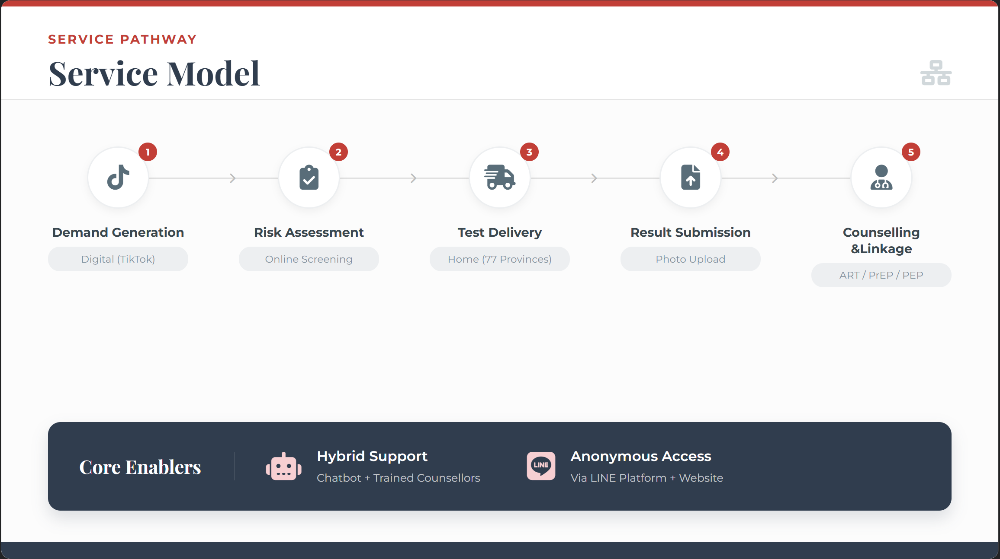 SERVICE PATHWAY
Service Model
1
2
3
4
5
Demand Generation
Digital (TikTok)
Risk Assessment
Online Screening
Test Delivery
Home (77 Provinces)
Result Submission
Photo Upload
Counselling
&Linkage
ART / PrEP / PEP
Core Enablers
Hybrid Support
Chatbot + Trained Counsellors
LINE
Anonymous Access
Via LINE Platform + Website